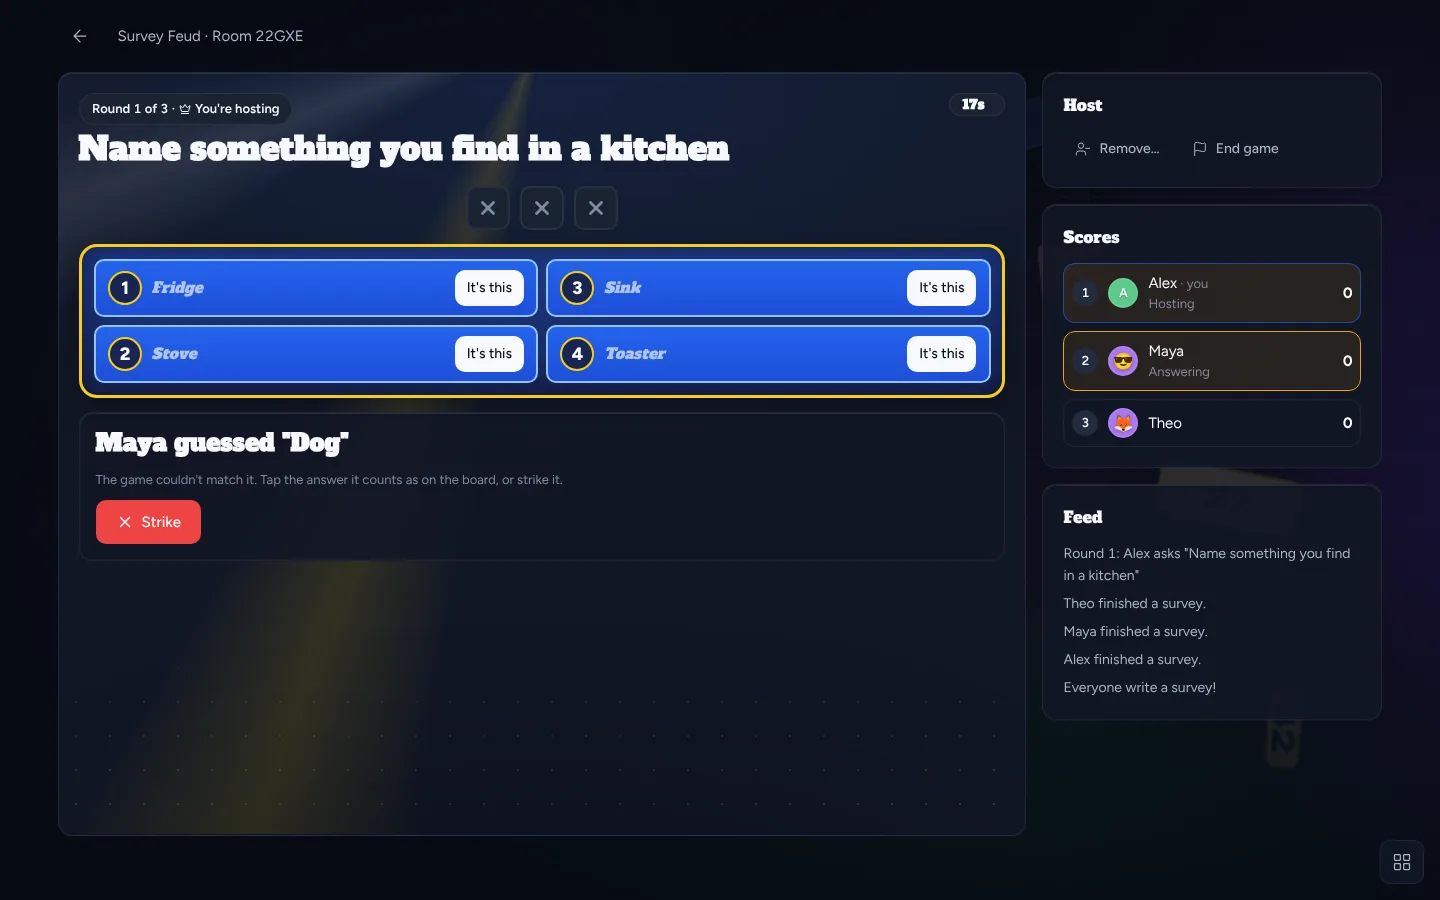 Survey Feud · Room 22GXE
Round 1 of 3 · You're hosting
17s
Name something you find in a kitchen
1 Fridge It's this
3 Sink It's this
2 Stove It's this
4 Toaster It's this
Maya guessed "Dog"
The game couldn't match it. Tap the answer it counts as on the board, or strike it.
Strike
Host
Remove...
End game
Scores
1 A Alex · you 0
Hosting
2 Maya 0
Answering
3 Theo 0
Feed
Round 1: Alex asks "Name something you find
in a kitchen"
Theo finished a survey.
Maya finished a survey.
Alex finished a survey.
Everyone write a survey!